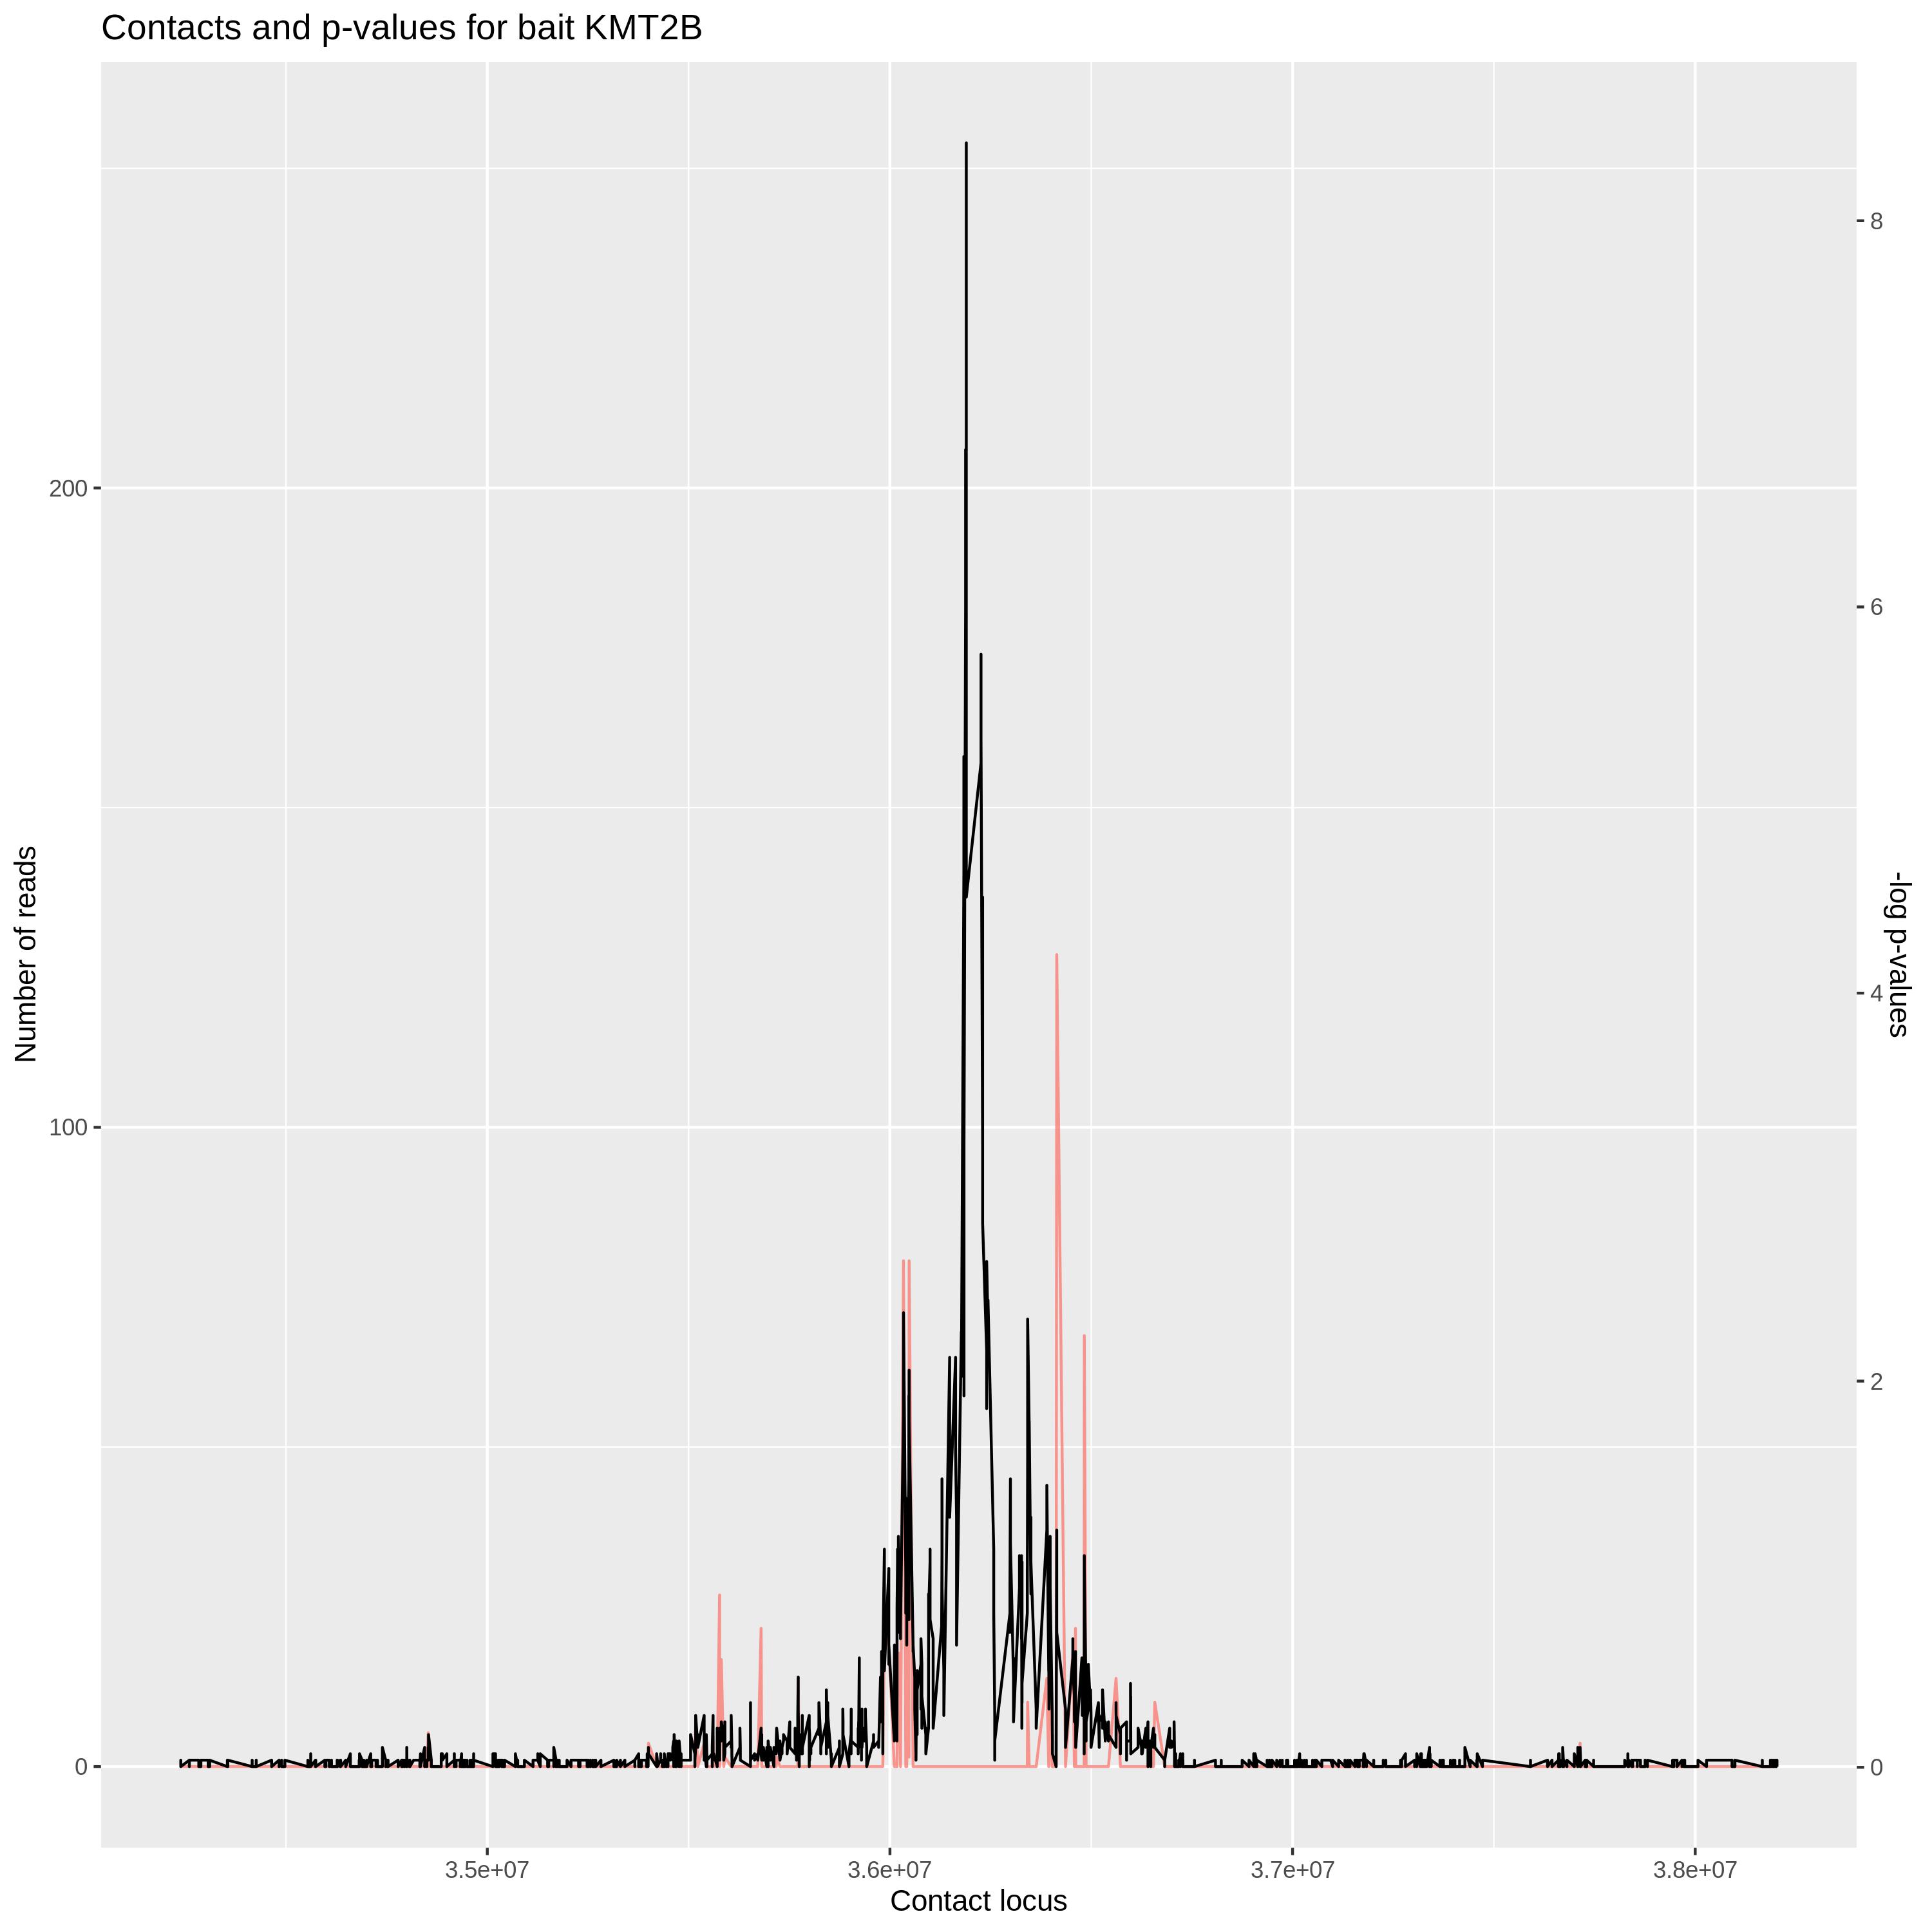 Contacts and p-values for bait KMT2B
Number of reads
200
100
0
8
6
4
2
0
-log p-values
3.5e+07
3.6e+07
3.7e+07
3.8e+07
Contact locus